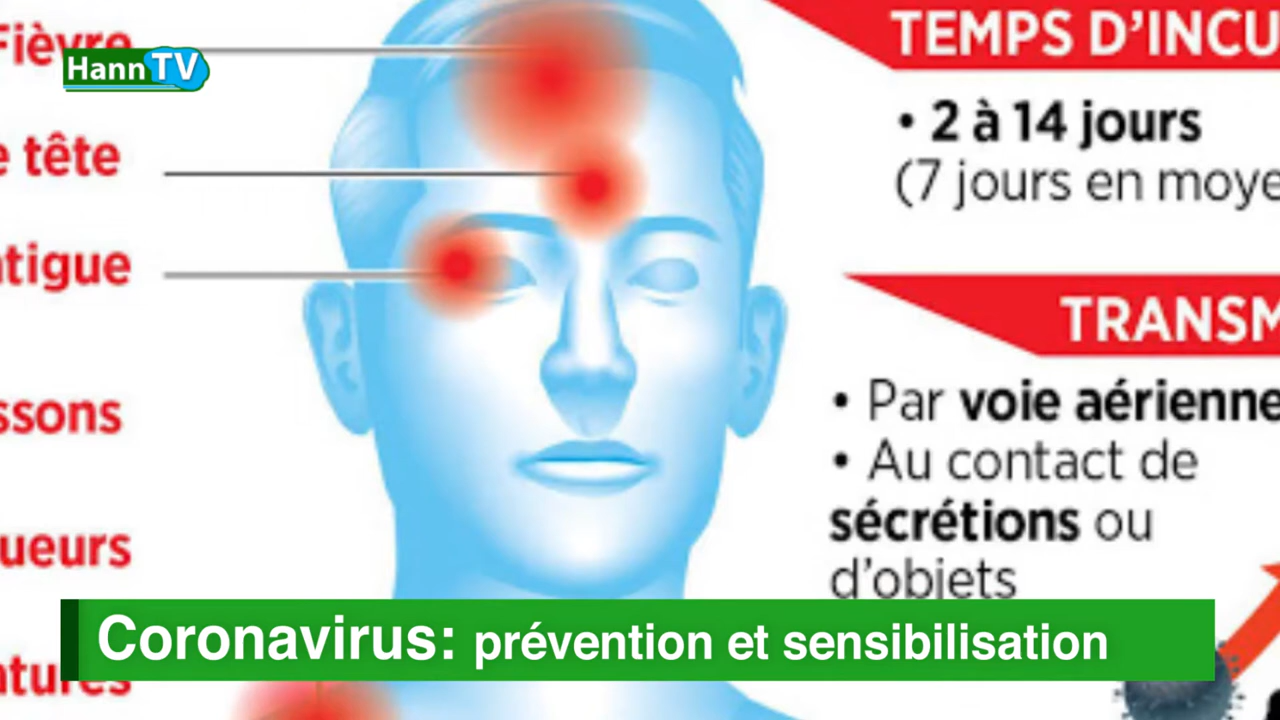 Fièvre
HannTV
e tête
atigue
ssons
ueurs
atures
TEMPS D'INCU
• 2 à 14 jours
(7 jours en moye
TRANSM
• Par voie aérienne
• Au contact de
sécrétions ou
d'objets
Coronavirus: prévention et sensibilisation